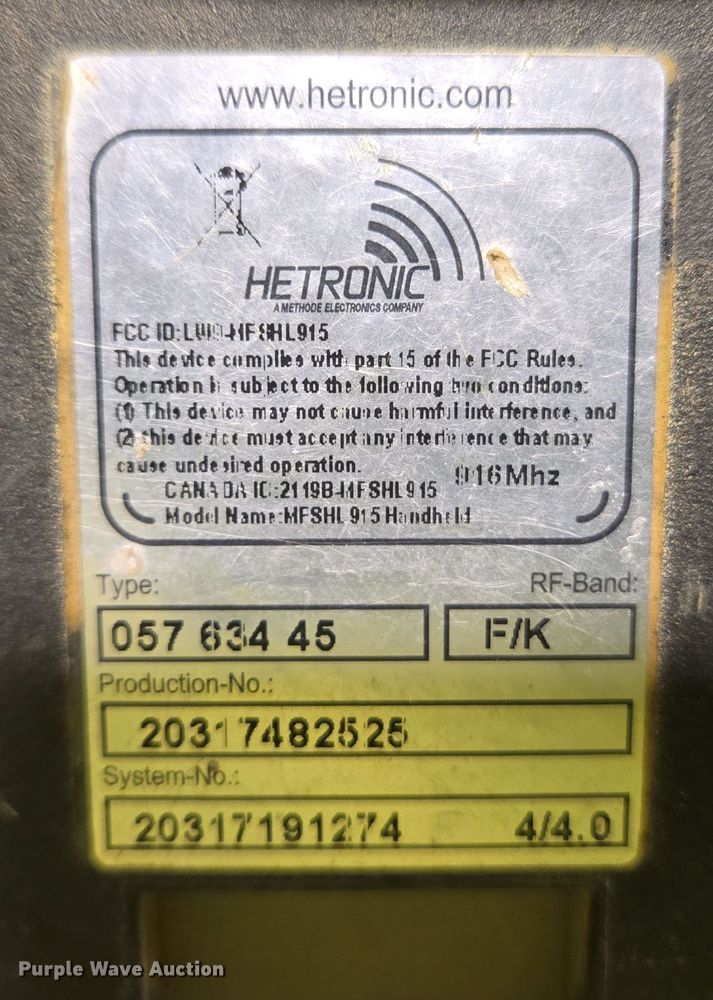 www.hetronic.com
HETRONIC
A METHODE ELECTRONICS COMPANY
FCC ID:
This device complies with part 15 of the FCC Rules.
Operation is subject to the following two conditions:
(1) This device may not cause harmful interference, and
(2) this device must accept any interference that may
cause undesired operation.
916Mhz
CANADA IC:2119B-MFSHL915
Model Name:MFSHL915 Handheld
Type:
RF-Band:
057 634 45
F/K
Production-No.:
20317482525
System-No.:
20317191274
4/4.0
Purple Wave Auction